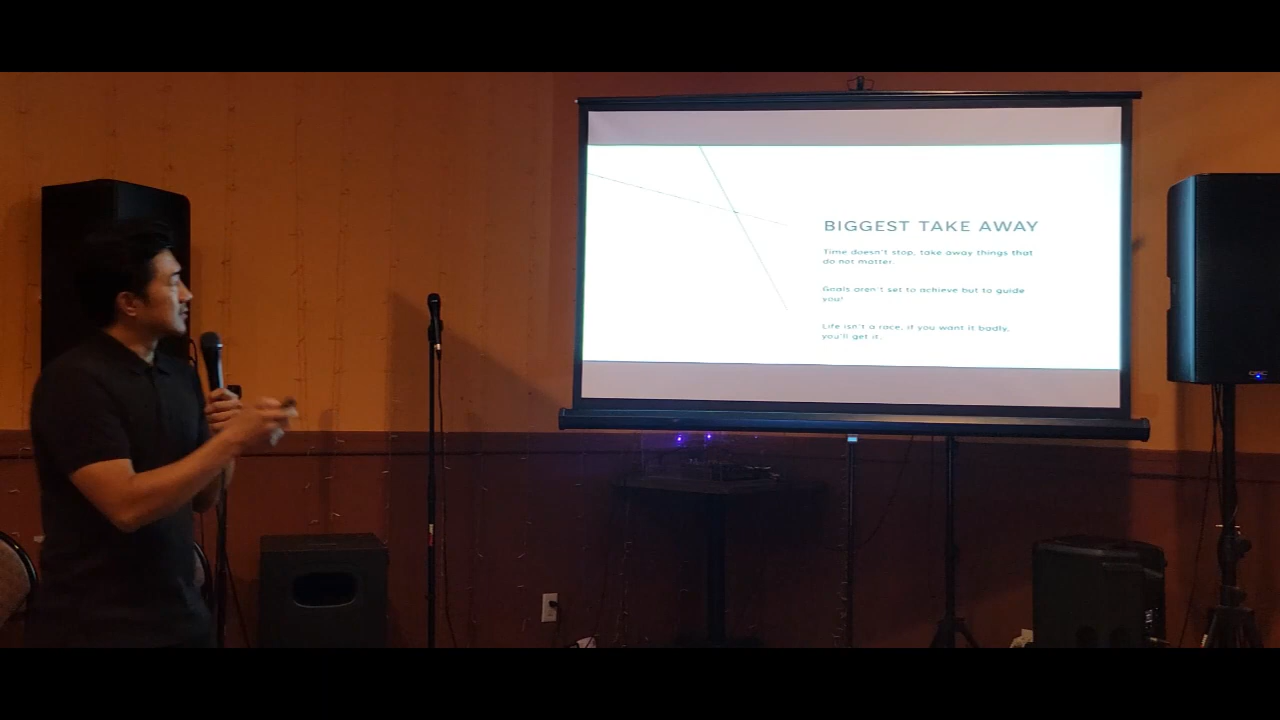 BIGGEST TAKE AWAY
Time doesn't stop, take away things that
do not matter.
Goals aren't set to achieve but to guide
you!
Life isn't a race, if you want it badly,
you'll get it.
QSC